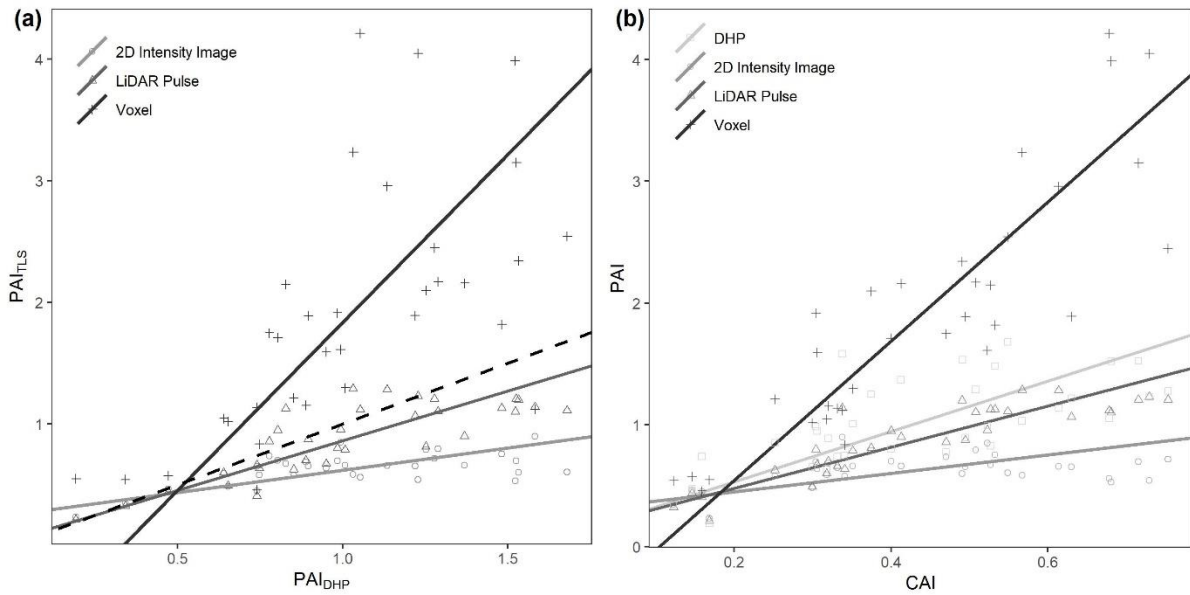 (a)
2D Intensity Image
LiDAR Pulse
Voxel
4
3
2
1
PAI_TLS
0.5 1.0 1.5
PAI_DHP
(b)
DHP
2D Intensity Image
LiDAR Pulse
Voxel
4
3
2
1
0
PAI
0.2 0.4 0.6
CAI